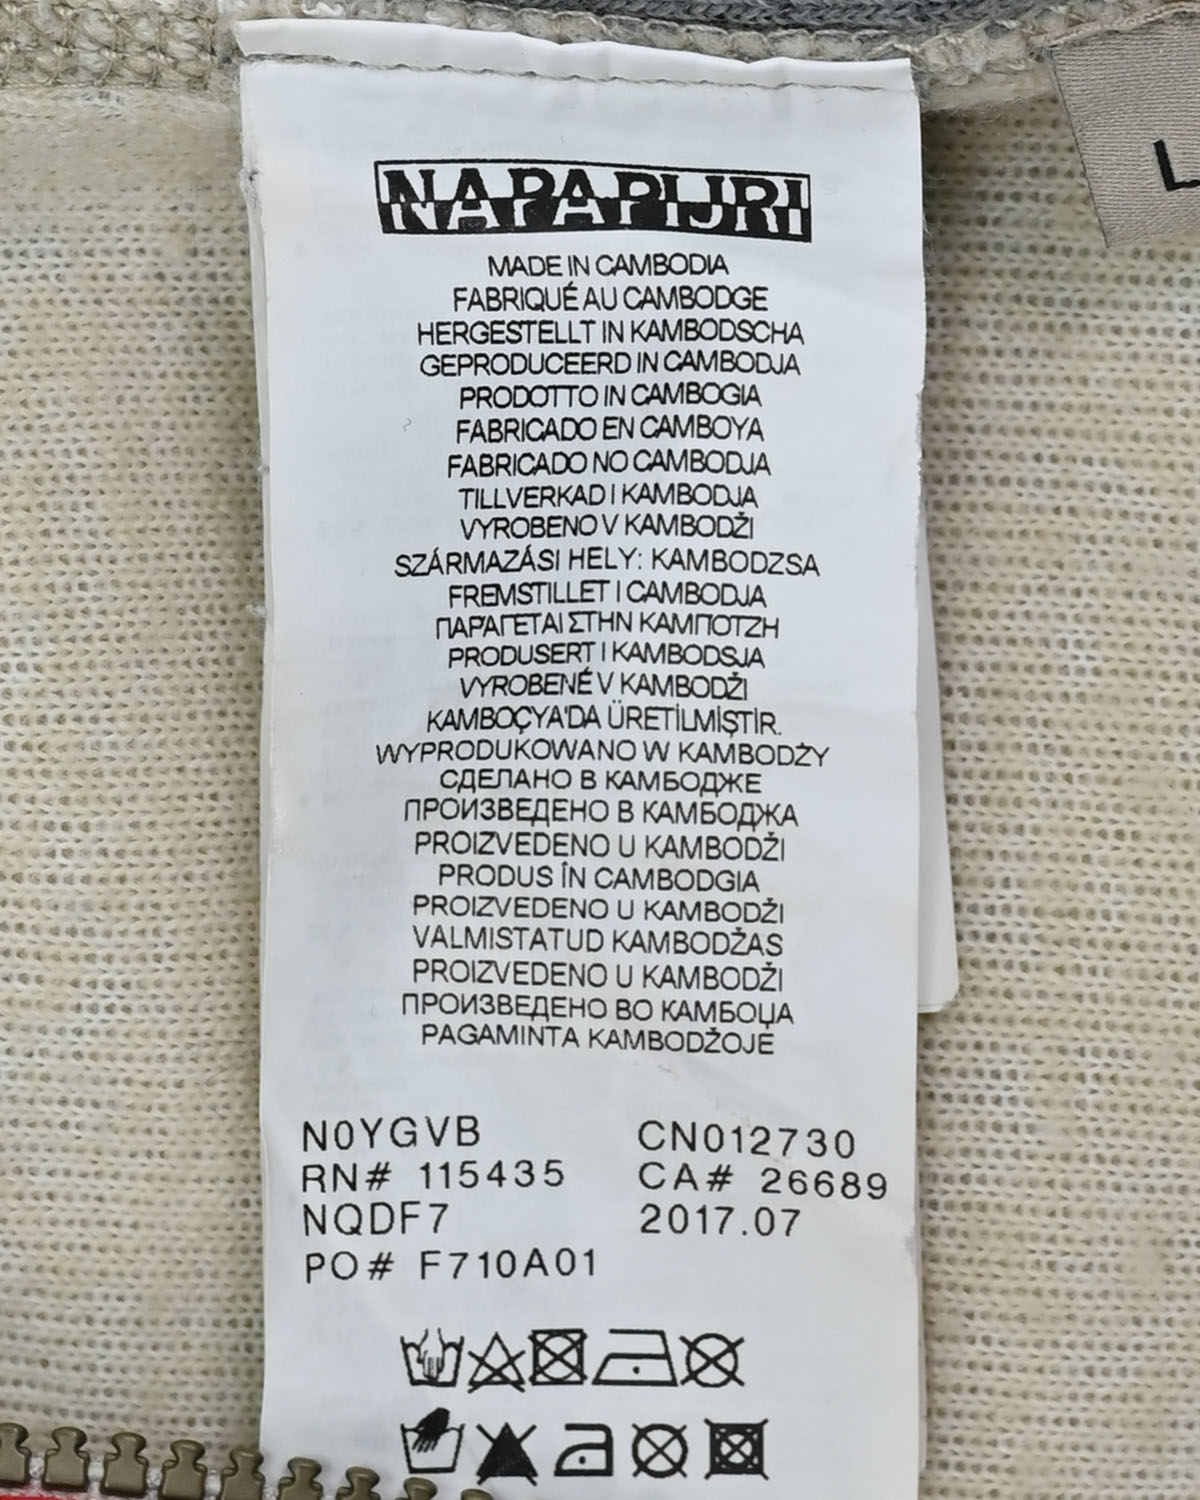 NAPAPIJRI
L
MADE IN CAMBODIA
FABRIQUÉ AU CAMBODGE
HERGESTELLT IN KAMBODSCHA
GEPRODUCEERD IN CAMBODJA
PRODOTTO IN CAMBOGIA
FABRICADO EN CAMBOYA
FABRICADO NO CAMBODJA
TILLVERKAD I KAMBODJA
VYROBENO V KAMBODŽI
SZÁRMAZÁSI HELY: KAMBODZSA
FREMSTILLET I CAMBODJA
ΠΑΡΑΓΕΤΑΙ ΣΤΗΝ ΚΑΜΠΟΤΖΗ
PRODUSERT I KAMBODSJA
VYROBENÉ V KAMBODŽI
KAMBOÇYA'DA ÜRETİLMİŞTİR.
WYPRODUKOWANO W KAMBODŻY
СДЕЛАНО В КАМБОДЖЕ
ПРОИЗВЕДЕНО В КАМБОДЖА
PROIZVEDENO U KAMBODŽI
PRODUS ÎN CAMBODGIA
PROIZVEDENO U KAMBODŽI
VALMISTATUD KAMBODŽAS
PROIZVEDENO U KAMBODŽI
ПРОИЗВЕДЕНО ВО КАМБОЏА
PAGAMINTA KAMBODŽOJE
N0YGVB CN012730
RN# 115435 CA# 26689
NQDF7 2017.07
PO# F710A01